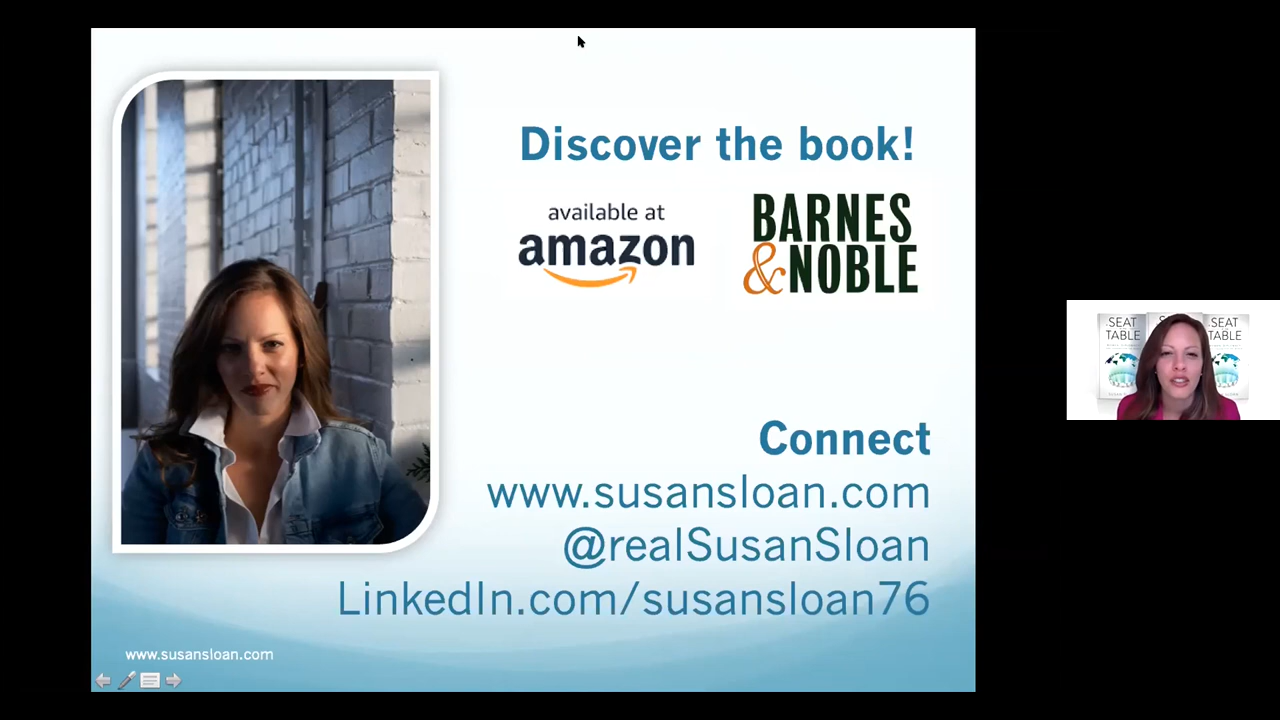 Discover the book!
available at
amazon
BARNES
& NOBLE
Connect
www.susansloan.com
@realSusanSloan
LinkedIn.com/susansloan76
www.susansloan.com
SEAT
TABLE
SEAT
TABLE